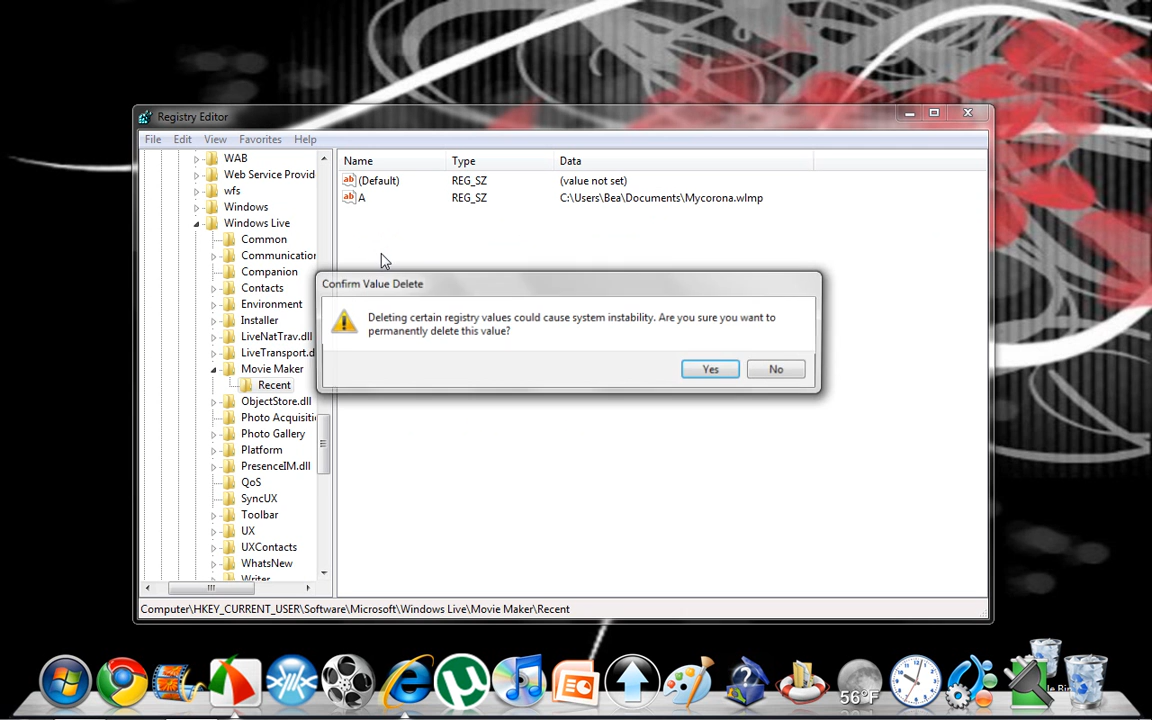 Registry Editor
File Edit View Favorites Help
WAB
Web Service Provid
wfs
Windows
Windows Live
Common
Communication
Companion
Contacts
Environment
Installer
LiveNatTrav.dll
LiveTransport.d
Movie Maker
Recent
ObjectStore.dll
Photo Acquisiti
Photo Gallery
Platform
PresenceIM.dll
QoS
SyncUX
Toolbar
UX
UXContacts
WhatsNew
Writer
Name Type Data
ab (Default) REG_SZ (value not set)
ab A REG_SZ C:\Users\Bea\Documents\Mycorona.wlmp
Confirm Value Delete
Deleting certain registry values could cause system instability. Are you sure you want to
permanently delete this value?
Yes No
Computer\HKEY_CURRENT_USER\Software\Microsoft\Windows Live\Movie Maker\Recent
56°F